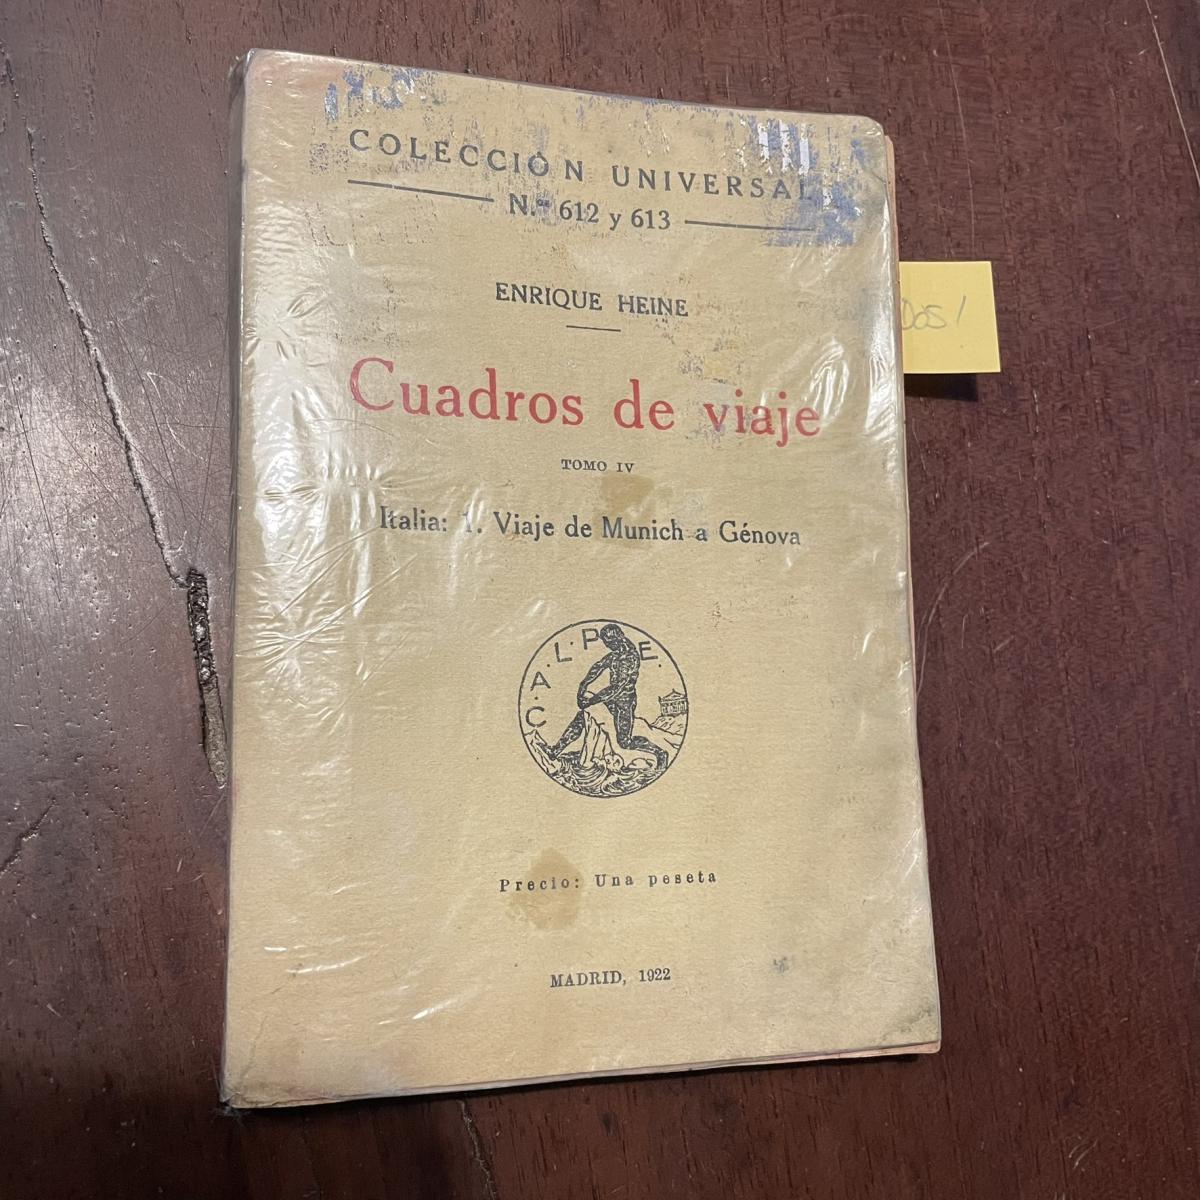 COLECCIÓN UNIVERSAL
N.os 612 y 613
ENRIQUE HEINE
Cuadros de viaje
TOMO IV
Italia: 1. Viaje de Munich a Génova
C.A.L.P.E.
Precio: Una peseta
MADRID, 1922